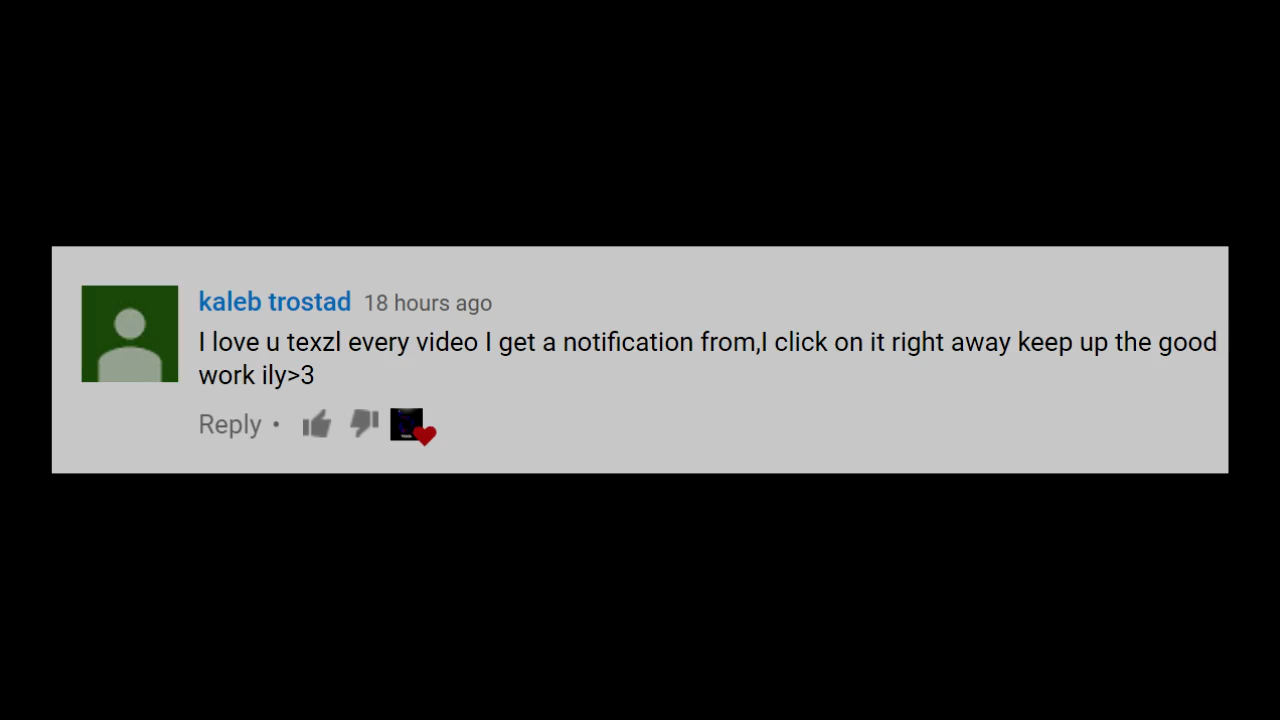 kaleb trostad 18 hours ago
I love u texzl every video I get a notification from,I click on it right away keep up the good
work ily>3
Reply •